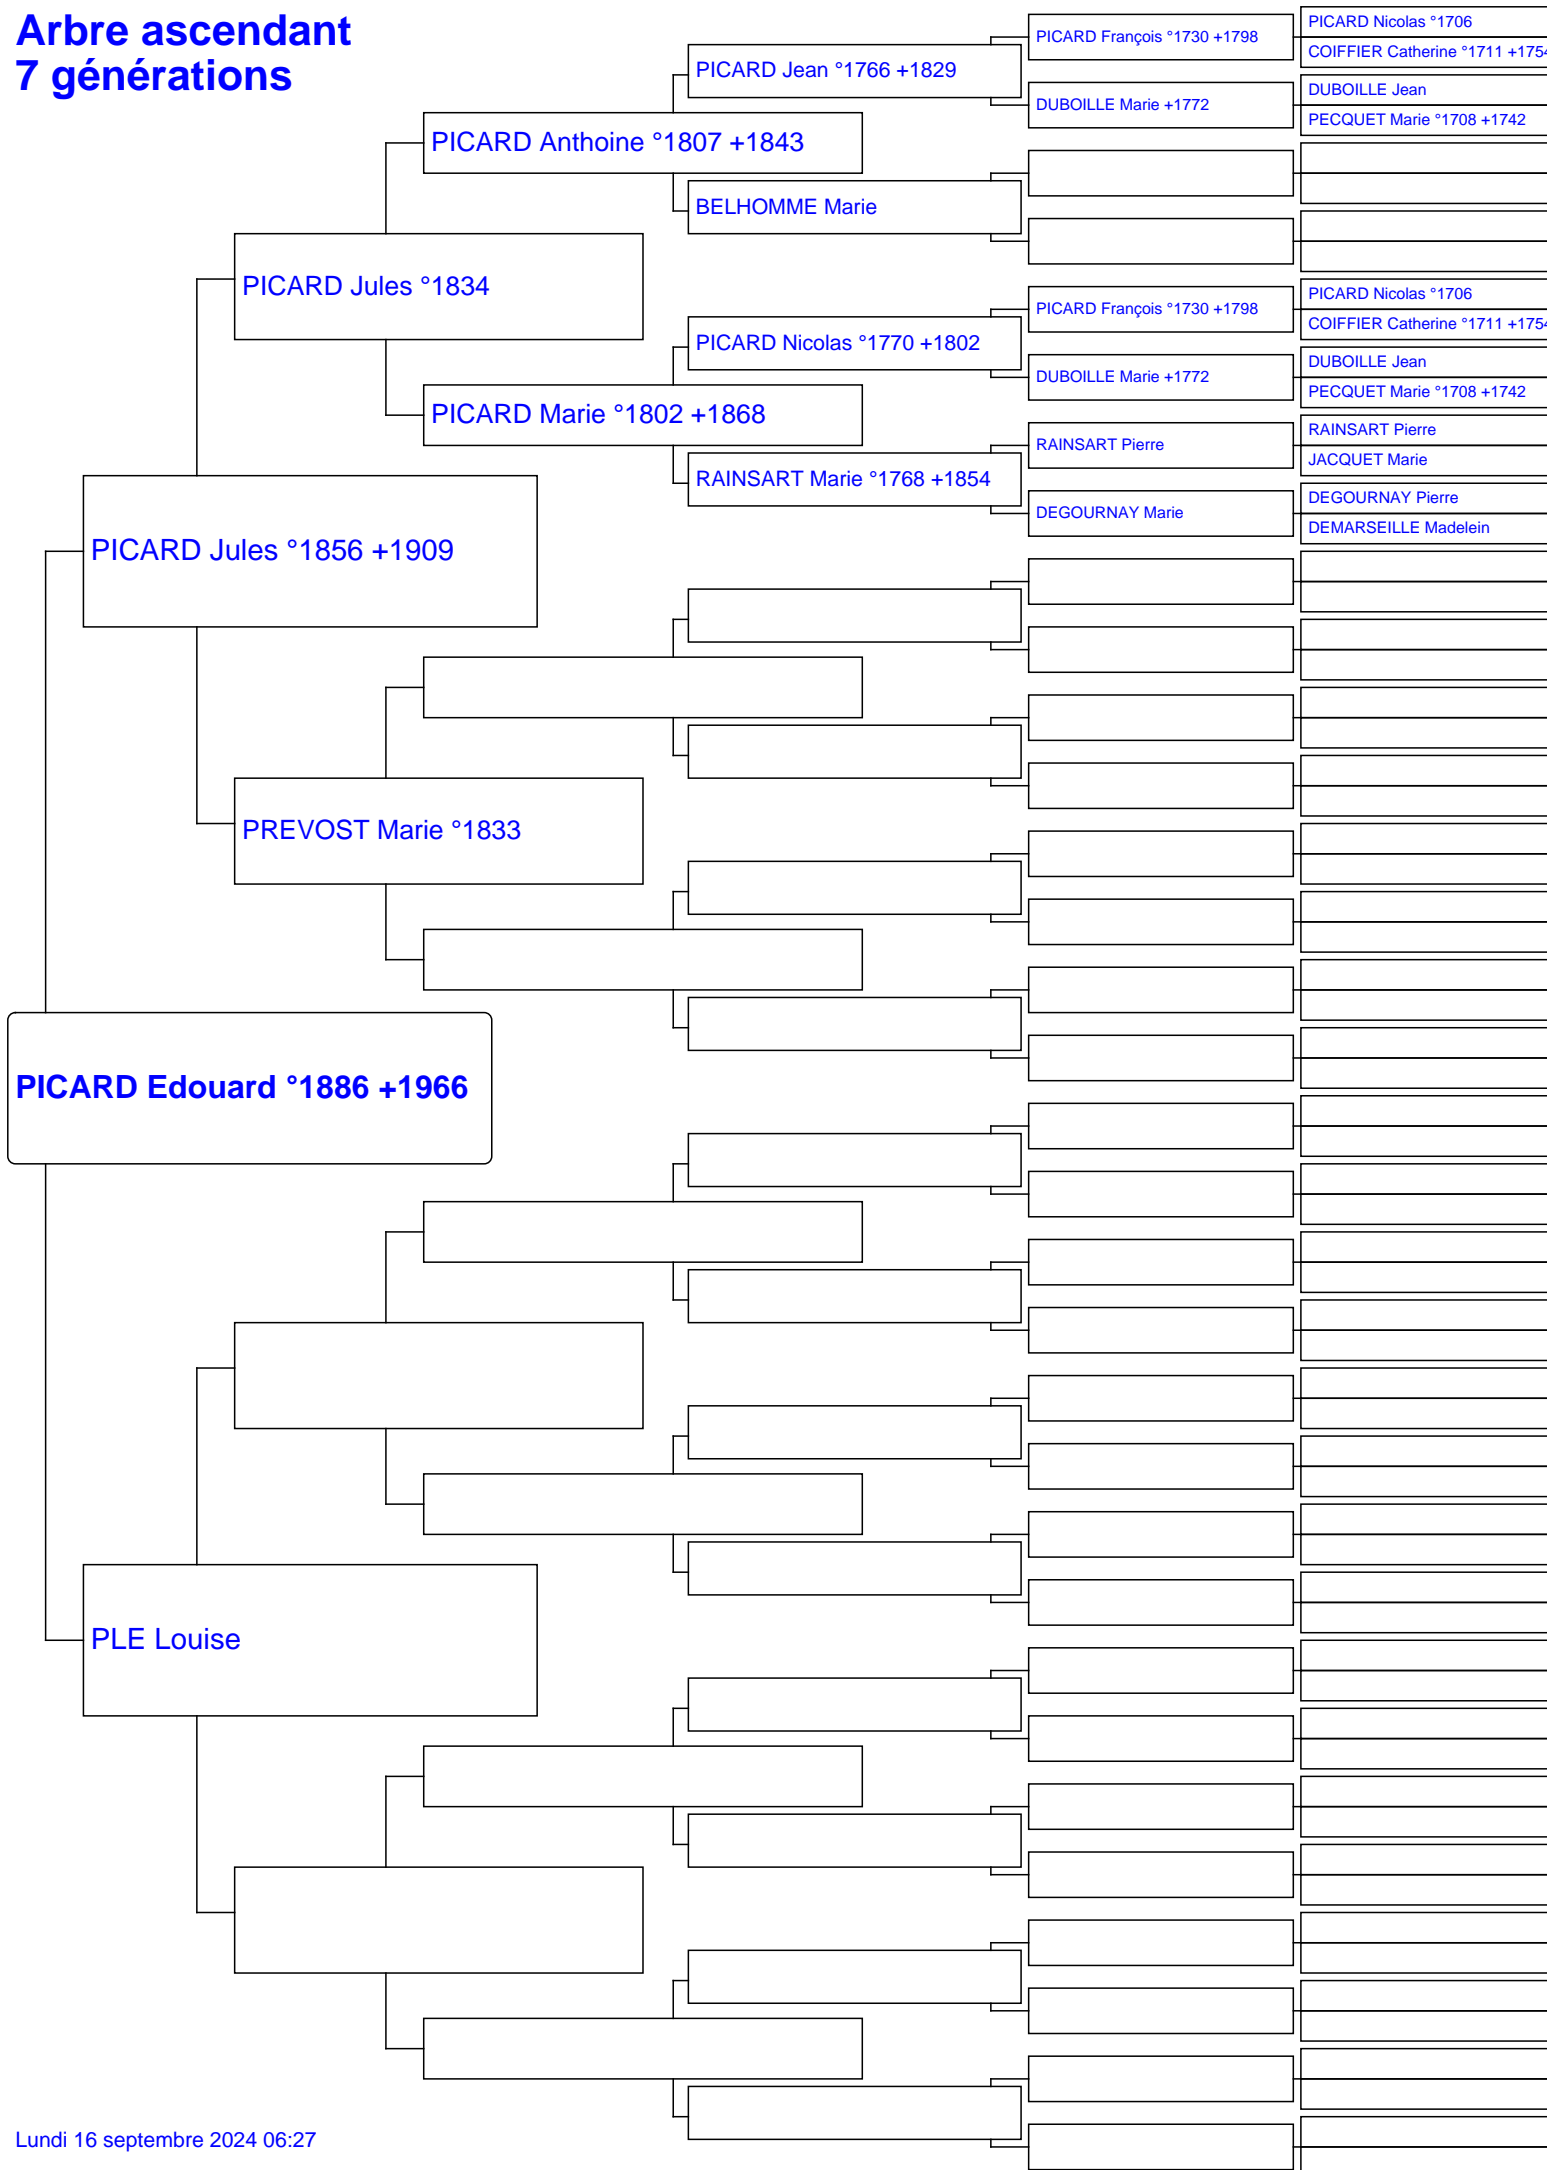 Arbre ascendant
7 générations
PICARD Nicolas °1706
PICARD François °1730 +1798
COIFFIER Catherine °1711 +1754
PICARD Jean °1766 +1829
DUBOILLE Jean
DUBOILLE Marie +1772
PECQUET Marie °1708 +1742
PICARD Anthoine °1807 +1843
BELHOMME Marie
PICARD Jules °1834
PICARD Nicolas °1706
PICARD François °1730 +1798
COIFFIER Catherine °1711 +1754
PICARD Nicolas °1770 +1802
DUBOILLE Jean
DUBOILLE Marie +1772
PECQUET Marie °1708 +1742
PICARD Marie °1802 +1868
RAINSART Pierre
RAINSART Pierre
JACQUET Marie
RAINSART Marie °1768 +1854
DEGOURNAY Pierre
DEGOURNAY Marie
DEMARSEILLE Madelein
PICARD Jules °1856 +1909
PREVOST Marie °1833
PICARD Edouard °1886 +1966
PLE Louise
Lundi 16 septembre 2024 06:27